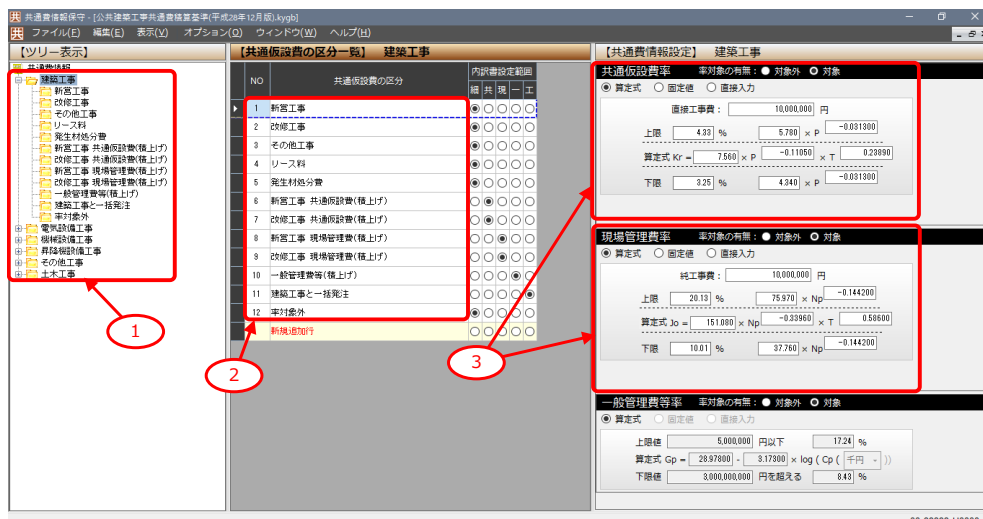 共通費情報保守 - [公共建築工事共通費積算基準(平成28年12月版).kygb]
ファイル(F) 編集(E) 表示(V) オプション(O) ウィンドウ(W) ヘルプ(H)
【ツリー表示】
共通費情報
建築工事
新営工事
改修工事
その他工事
リース料
発生材処分費
新営工事 共通仮設費(積上げ)
改修工事 共通仮設費(積上げ)
新営工事 現場管理費(積上げ)
改修工事 現場管理費(積上げ)
一般管理費等(積上げ)
建築工事と一括発注
率対象外
電気設備工事
機械設備工事
昇降機設備工事
その他工事
土木工事
1
【共通仮設費の区分一覧】 建築工事
NO 共通仮設費の区分 内訳書設定範囲
細 共 現 一 工
1 新営工事
2 改修工事
3 その他工事
4 リース料
5 発生材処分費
6 新営工事 共通仮設費(積上げ)
7 改修工事 共通仮設費(積上げ)
8 新営工事 現場管理費(積上げ)
9 改修工事 現場管理費(積上げ)
10 一般管理費等(積上げ)
11 建築工事と一括発注
12 率対象外
新規追加行
2
3
【共通費情報設定】 建築工事
共通仮設費率 率対象の有無: 対象外 対象
算定式 固定値 直接入力
直接工事費: 10,000,000 円
上限 4.33 % 5.780 × P -0.031300
算定式 Kr = 7.560 × P -0.11050 × T 0.23890
下限 3.25 % 4.340 × P -0.031300
現場管理費率 率対象の有無: 対象外 対象
算定式 固定値 直接入力
純工事費: 10,000,000 円
上限 20.13 % 75.970 × Np -0.144200
算定式 Jo = 151.080 × Np -0.33960 × T 0.58600
下限 10.01 % 37.760 × Np -0.144200
一般管理費等率 率対象の有無: 対象外 対象
算定式 固定値 直接入力
上限値 5,000,000 円以下 17.24 %
算定式 Gp = 28.97800 - 3.17300 × log ( Cp ( 千円 ))
下限値 3,000,000,000 円を超える 8.43 %